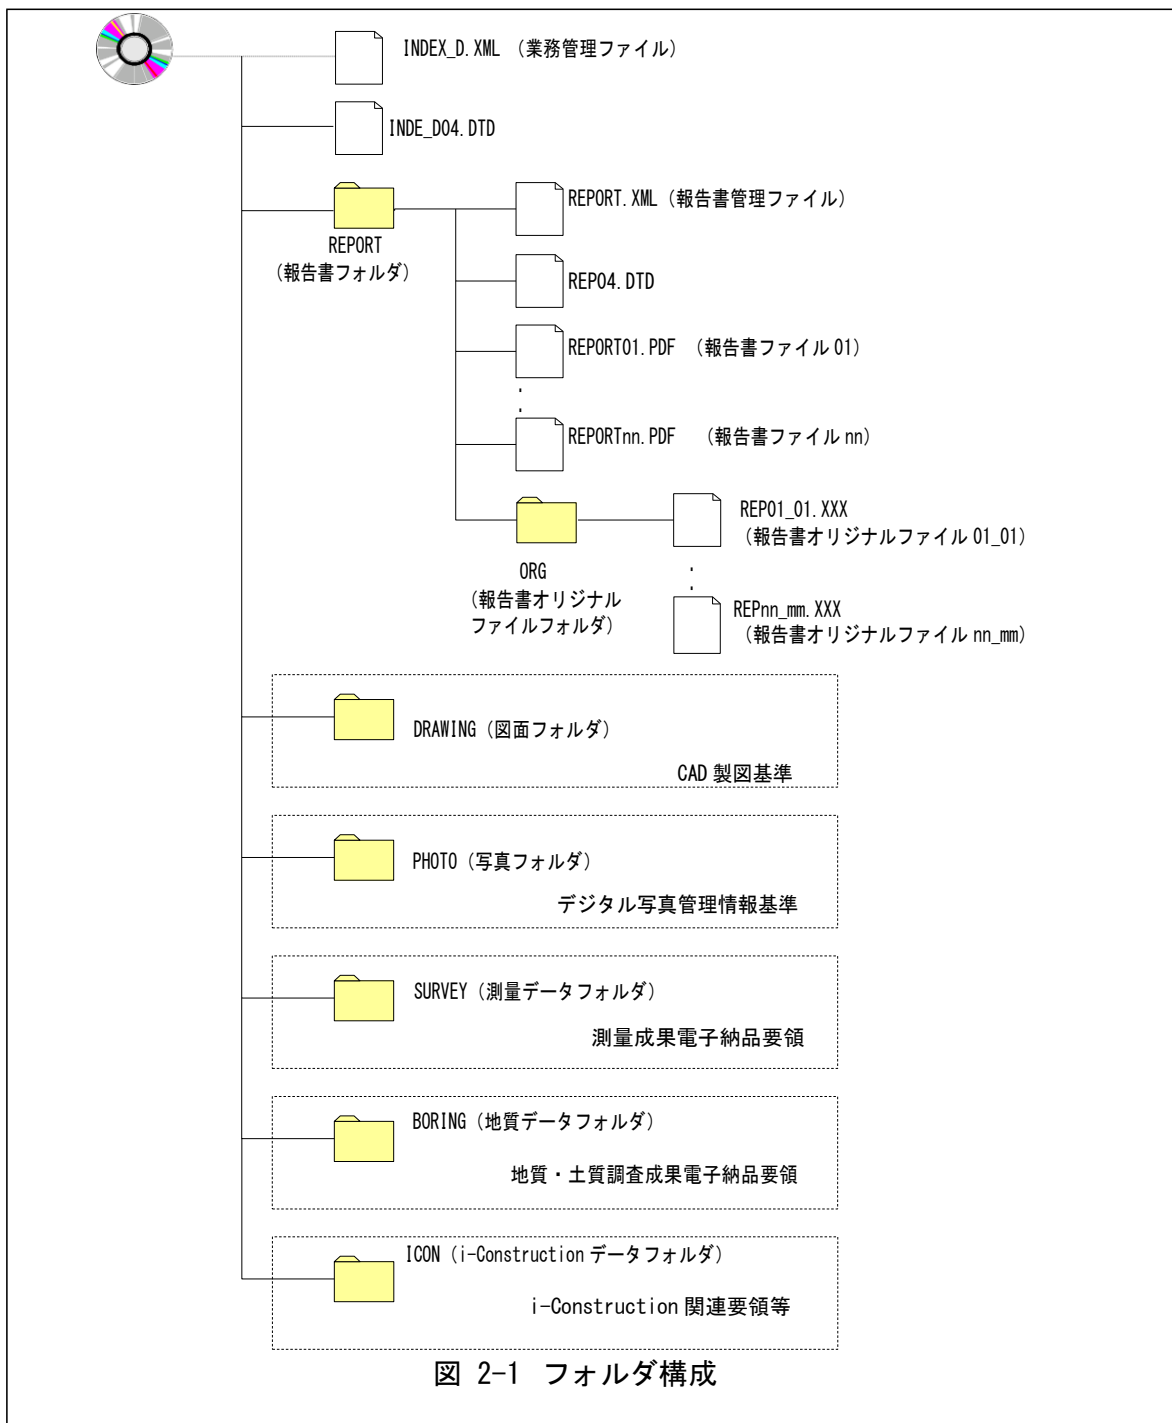 INDEX_D.XML （業務管理ファイル）
INDE_D04.DTD
REPORT.XML（報告書管理ファイル）
REPORT
（報告書フォルダ）
REP04.DTD
REPORT01.PDF （報告書ファイル 01）
REPORTnn.PDF （報告書ファイル nn）
REP01_01.XXX
（報告書オリジナルファイル 01_01）
ORG
（報告書オリジナル
ファイルフォルダ）
REPnn_mm.XXX
（報告書オリジナルファイル nn_mm）
DRAWING（図面フォルダ）
CAD 製図基準
PHOTO（写真フォルダ）
デジタル写真管理情報基準
SURVEY（測量データフォルダ）
測量成果電子納品要領
BORING（地質データフォルダ）
地質・土質調査成果電子納品要領
ICON（i-Construction データフォルダ）
i-Construction 関連要領等
図 2-1 フォルダ構成